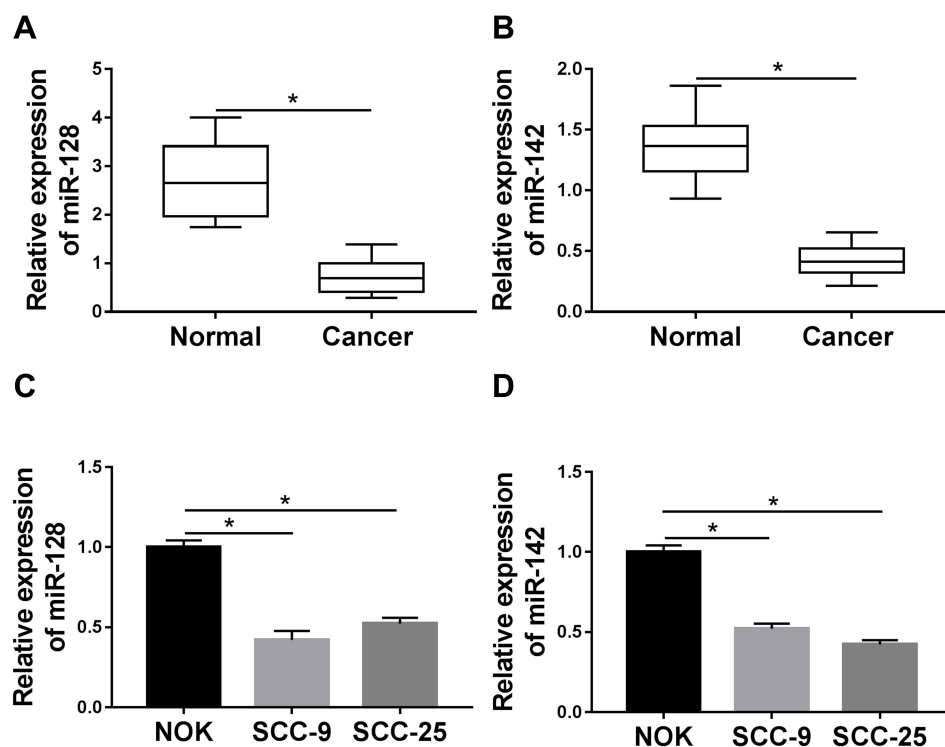 A
Relative expression
of miR-128
5
4
3
2
1
0
*
Normal Cancer
B
Relative expression
of miR-142
2.0
1.5
1.0
0.5
0.0
*
Normal Cancer
C
Relative expression
of miR-128
1.5
1.0
0.5
0.0
*
*
NOK SCC-9 SCC-25
D
Relative expression
of miR-142
1.5
1.0
0.5
0.0
*
*
NOK SCC-9 SCC-25